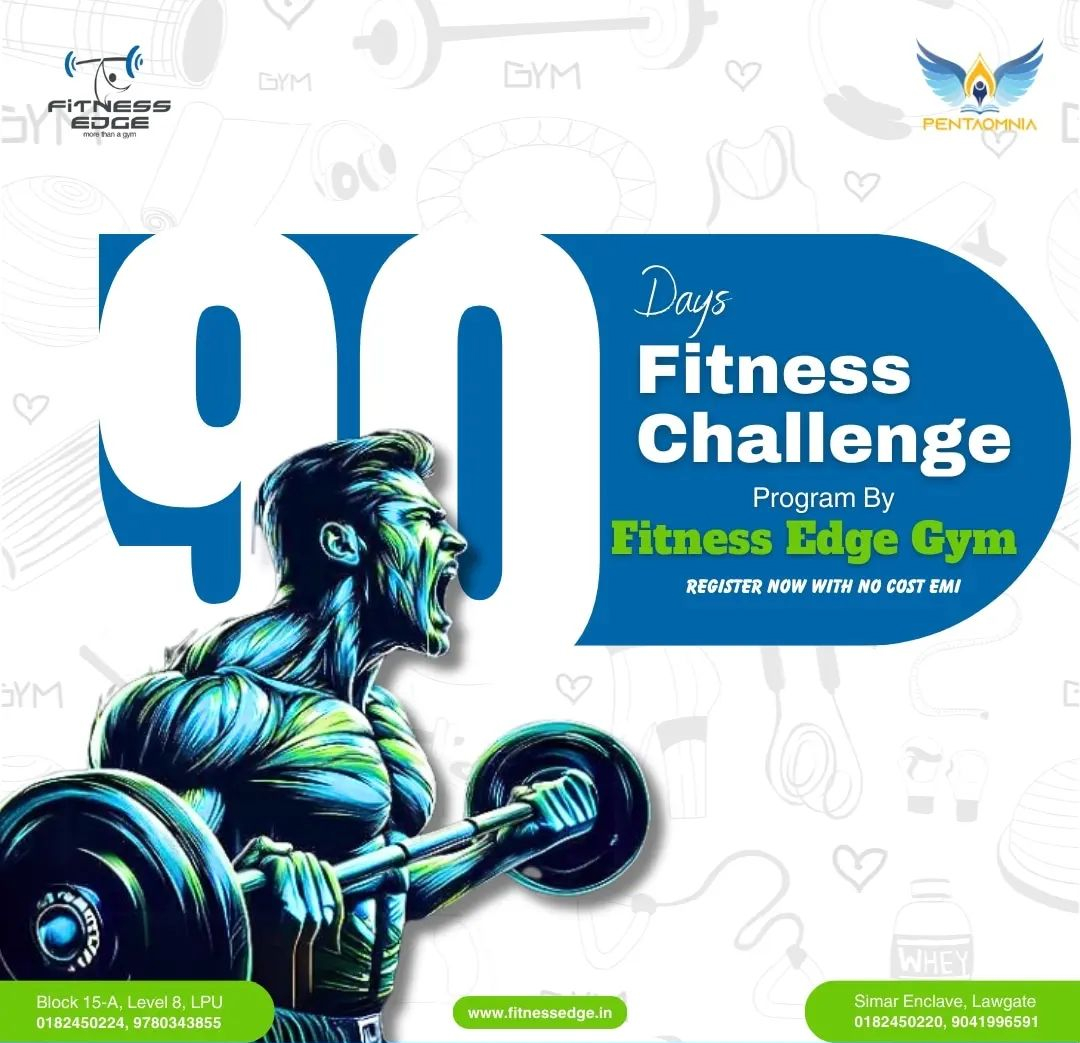 FiTNESS
EDGE
more than a gym
PENTAOMNIA
GYM
GYM
GYM
90
Days
Fitness
Challenge
Program By
Fitness Edge Gym
REGISTER NOW WITH NO COST EMI
GYM
WHEY
Block 15-A, Level 8, LPU
0182450224, 9780343855
www.fitnessedge.in
Simar Enclave, Lawgate
0182450220, 9041996591